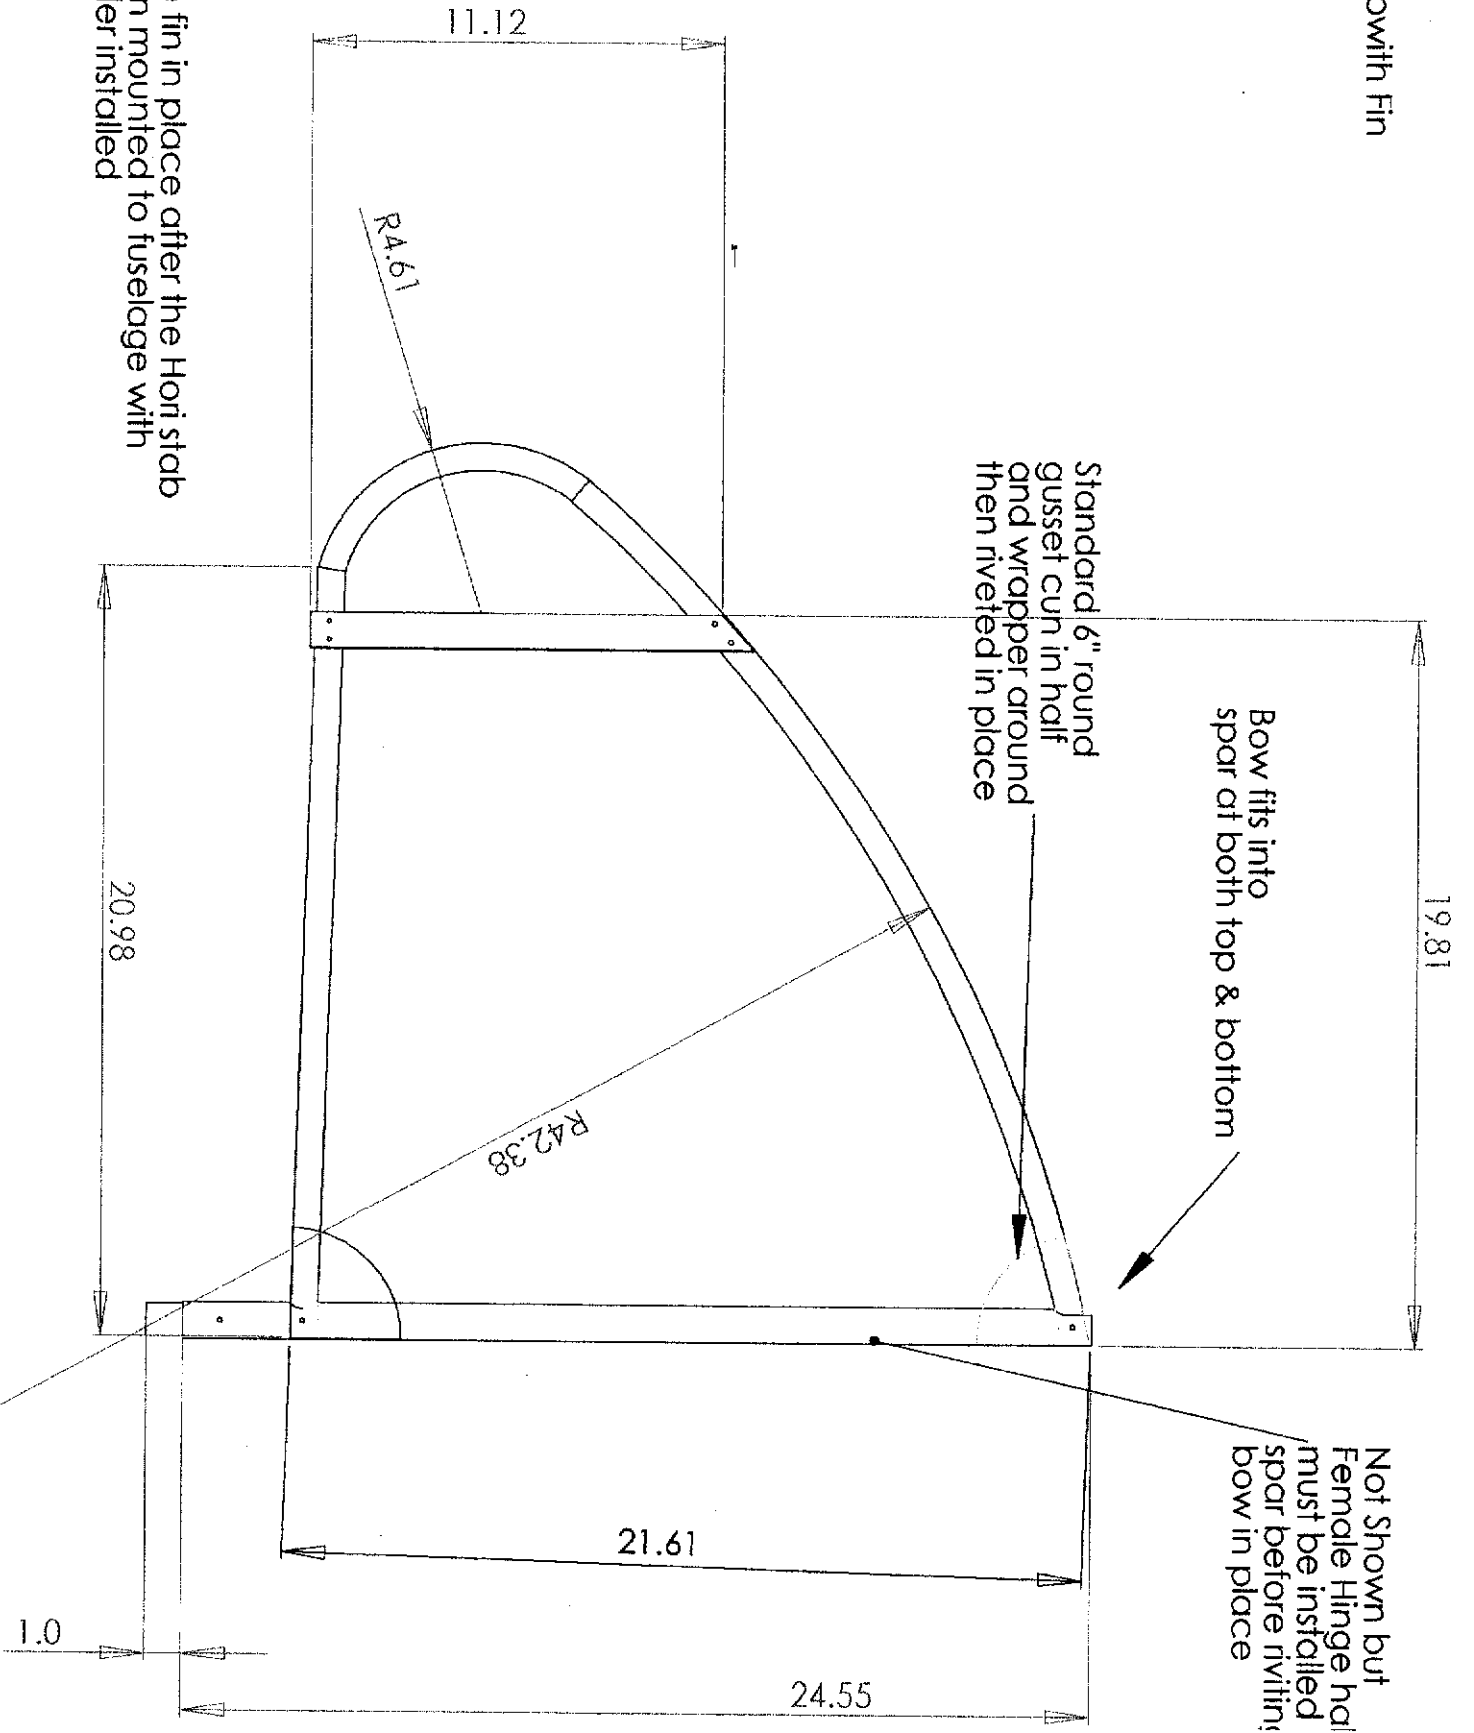 owith Fin
19.81
Bow fits into
spar at both top & bottom
Standard 6" round
gusset cun in half
and wrapper around
then riveted in place
Not Shown but
Female Hinge hal
must be installed
spar before riviting
bow in place
11.12
R4.61
R42.38
21.61
24.55
1.0
20.98
fin in place after the Hori stab
n mounted to fuselage with
er installed